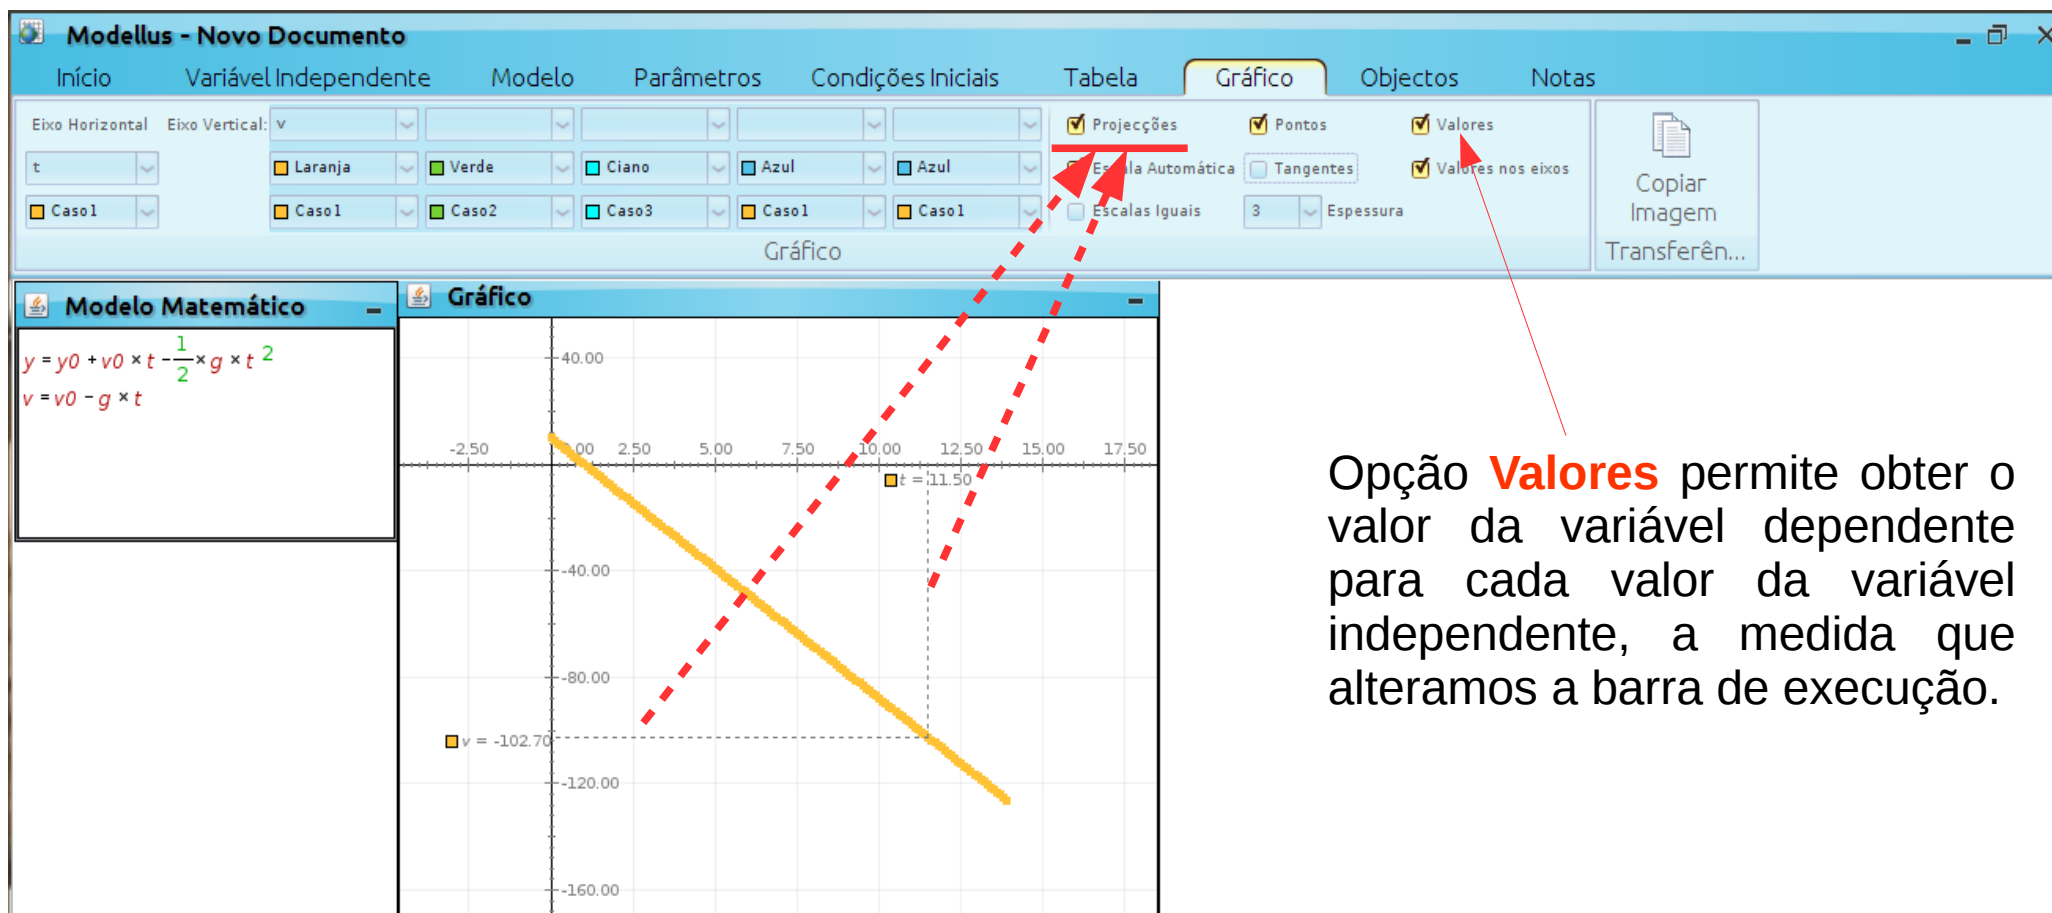 Modellus - Novo Documento
Início Variável Independente Modelo Parâmetros Condições Iniciais Tabela Gráfico Objectos Notas
Eixo Horizontal Eixo Vertical: v Projecções Pontos Valores
t Laranja Verde Ciano Azul Azul Escala Automática Tangentes Valores nos eixos
Caso1 Caso1 Caso2 Caso3 Caso1 Caso1 Escalas Iguais 3 Espessura
Copiar
Imagem
Gráfico Transferên...
Modelo Matemático
y = y0 + v0 × t - 1/2 × g × t 2
v = v0 - g × t
Gráfico
40.00
-2.50 0.00 2.50 5.00 7.50 10.00 12.50 15.00 17.50
t = 11.50
-40.00
-80.00
v = -102.70
-120.00
-160.00
Opção Valores permite obter o
valor da variável dependente
para cada valor da variável
independente, a medida que
alteramos a barra de execução.